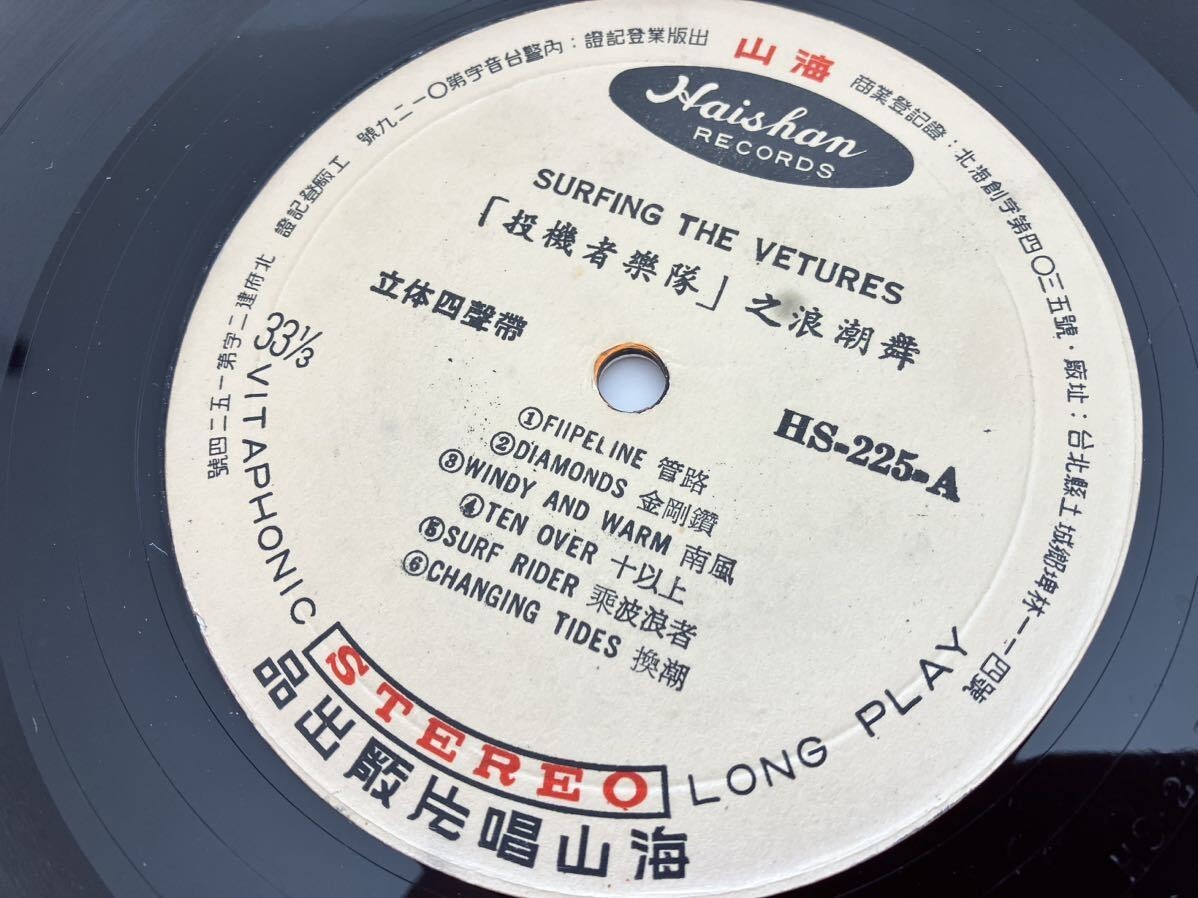 海山
Haishan
RECORDS
商業登記證：北海創字第四〇三五號・廠址：台北縣土城鄉埤林一一四號
出版業登記證：內警台音字第〇一二九號
工廠登記證 北府建二字第一五二四號
SURFING THE VETURES
「投機者樂隊」之浪潮舞
立体四聲帶
33⅓
HS-225-A
①FIIPELINE 管路
②DIAMONDS 金剛鑽
③WINDY AND WARM 南風
④TEN OVER 十以上
⑤SURF RIDER 乘波浪者
⑥CHANGING TIDES 換潮
VITAPHONIC STEREO LONG PLAY
海山唱片廠出品